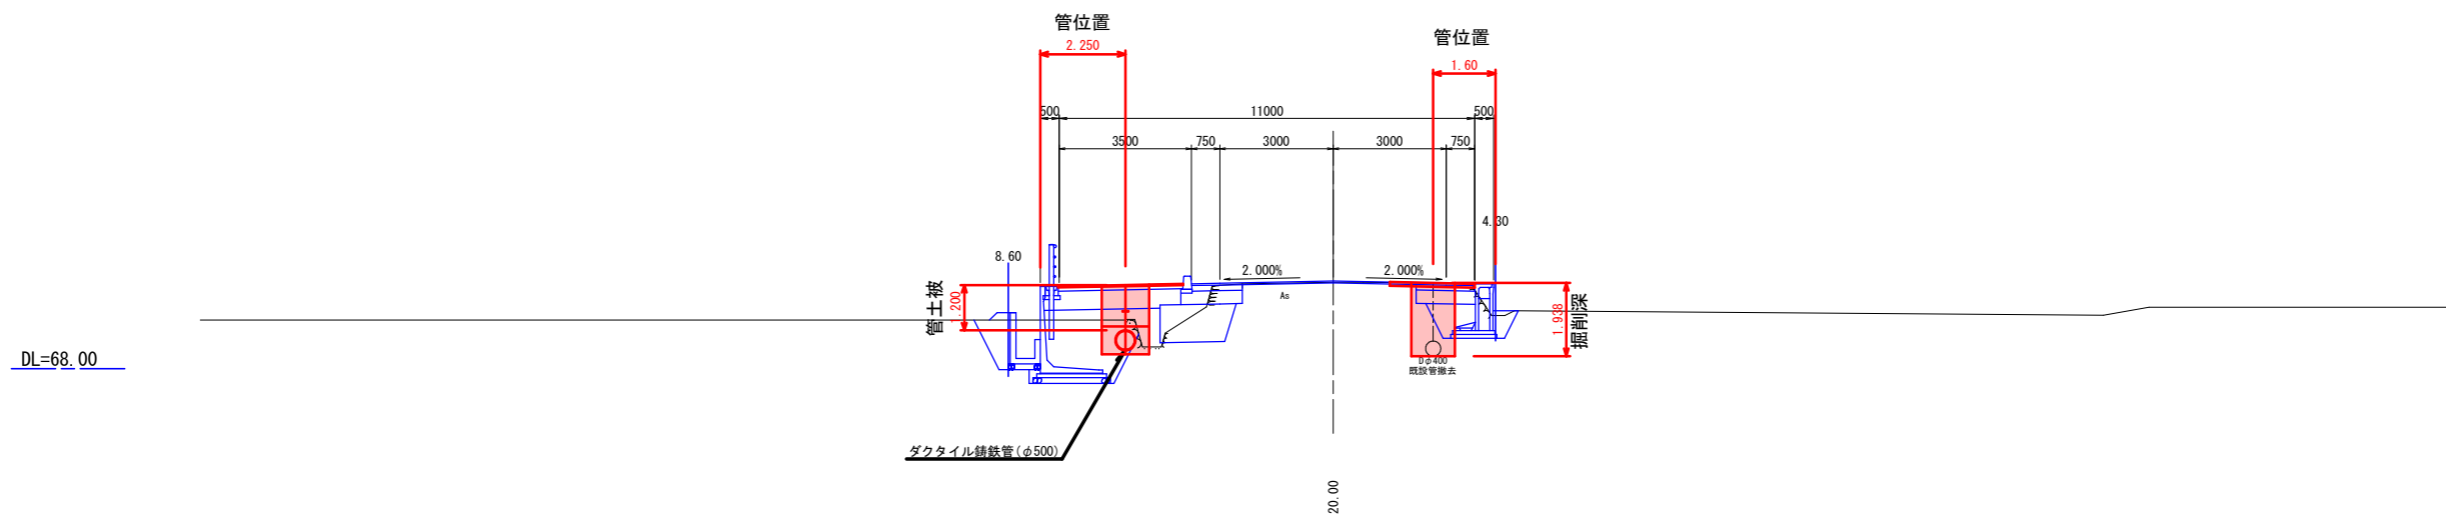 管位置
2.250
管位置
1.60
500
11000
500
3500
750
3000
3000
750
4.30
8.60
2.000%
2.000%
As
管土被
1.200
1.938
掘削深
DL=68.00
Dφ400
既設管撤去
ダクタイル鋳鉄管(φ500)
20.00